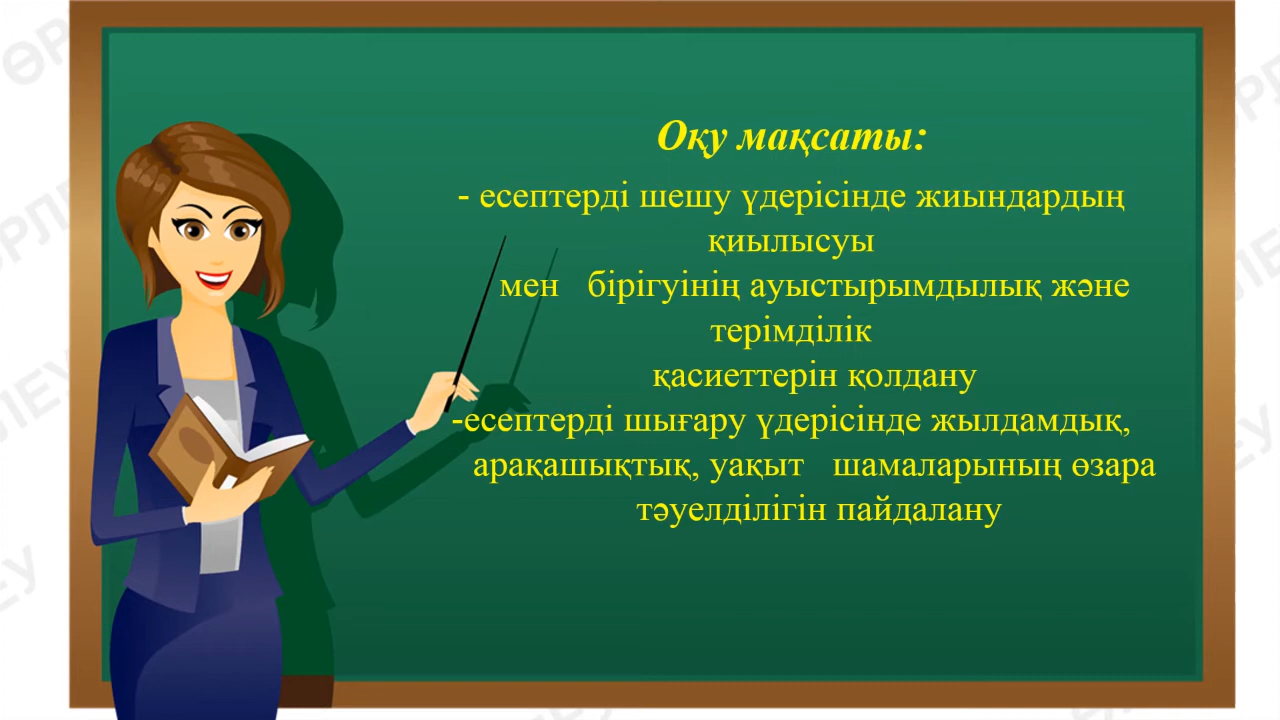 Оқу мақсаты:
- есептерді шешу үдерісінде жиындардың
қиылысуы
мен бірігуінің ауыстырымдылық және
терімділік
қасиеттерін қолдану
-есептерді шығару үдерісінде жылдамдық,
арақашықтық, уақыт шамаларының өзара
тәуелділігін пайдалану